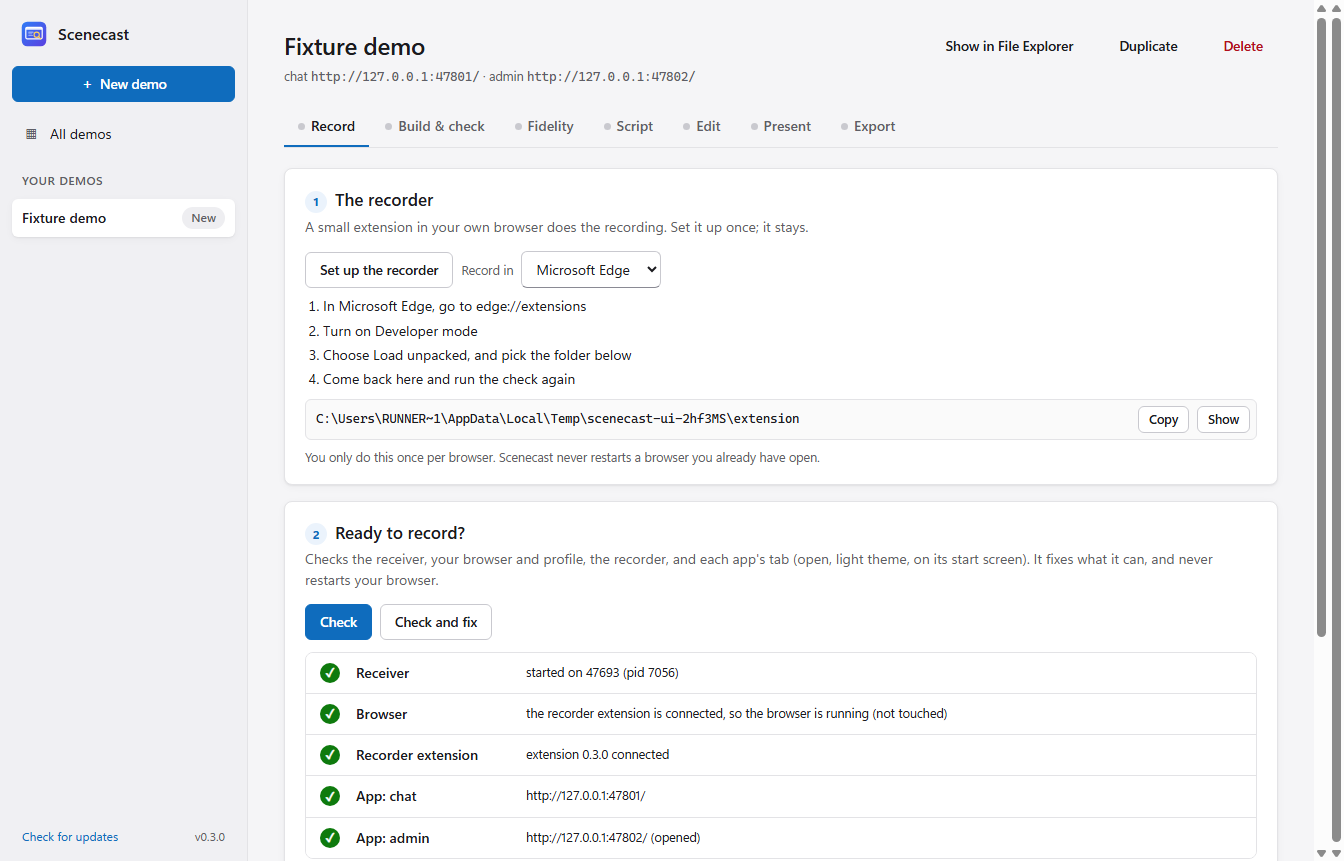 Scenecast
+ New demo
All demos
YOUR DEMOS
Fixture demo New
Check for updates v0.3.0
Fixture demo
Show in File Explorer Duplicate Delete
chat http://127.0.0.1:47801/ · admin http://127.0.0.1:47802/
Record Build & check Fidelity Script Edit Present Export
1 The recorder
A small extension in your own browser does the recording. Set it up once; it stays.
Set up the recorder Record in Microsoft Edge
1. In Microsoft Edge, go to edge://extensions
2. Turn on Developer mode
3. Choose Load unpacked, and pick the folder below
4. Come back here and run the check again
C:\Users\RUNNER~1\AppData\Local\Temp\scenecast-ui-2hf3MS\extension Copy Show
You only do this once per browser. Scenecast never restarts a browser you already have open.
2 Ready to record?
Checks the receiver, your browser and profile, the recorder, and each app's tab (open, light theme, on its start screen). It fixes what it can, and never
restarts your browser.
Check Check and fix
Receiver started on 47693 (pid 7056)
Browser the recorder extension is connected, so the browser is running (not touched)
Recorder extension extension 0.3.0 connected
App: chat http://127.0.0.1:47801/
App: admin http://127.0.0.1:47802/ (opened)